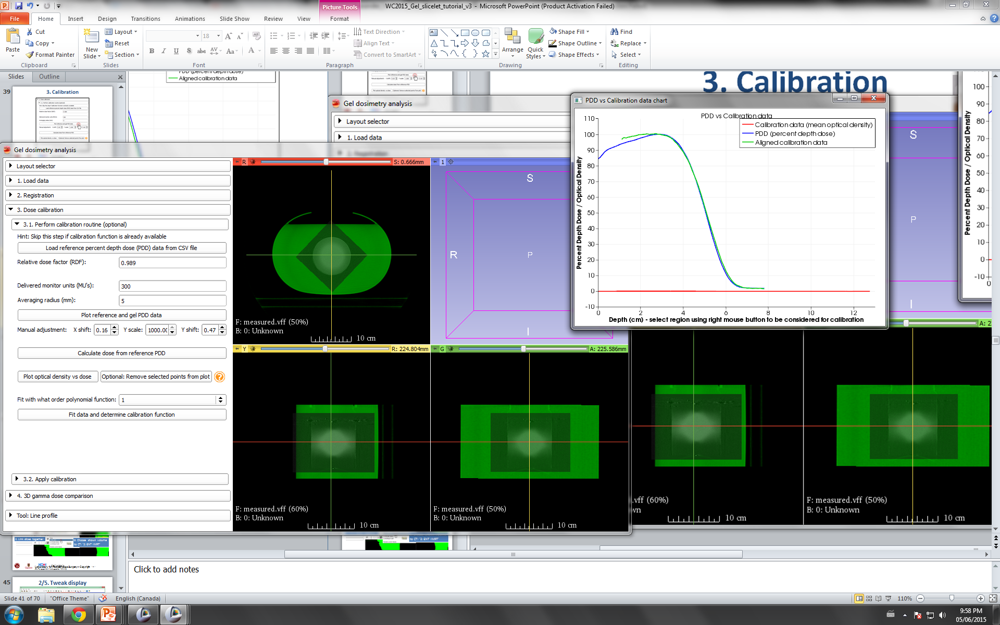 WC2015_Gel_slicelet_tutorial_v3 - Microsoft PowerPoint (Product Activation Failed)
Picture Tools
File Home Insert Design Transitions Animations Slide Show Review View Format
Paste
Cut
Copy
Format Painter
Clipboard
New Slide
Layout
Reset
Section
Slides
18
Font
Text Direction
Align Text
Convert to SmartArt
Paragraph
Arrange
Quick Styles
Shape Fill
Shape Outline
Shape Effects
Drawing
Find
Replace
Select
Editing
Slides Outline
39
3. Calibration
PDD (percent depth dose)
Aligned calibration data
3. Calibration
Gel dosimetry analysis
Layout selector
1. Load data
Gel dosimetry analysis
Layout selector
1. Load data
2. Registration
3. Dose calibration
3.1. Perform calibration routine (optional)
Hint: Skip this step if calibration function is already available
Load reference percent depth dose (PDD) data from CSV file
Relative dose factor (RDF): 0.989
Delivered monitor units (MU's): 300
Averaging radius (mm): 5
Plot reference and gel PDD data
Manual adjustment: X shift: 0.16 Y scale: 1000.00 Y shift: 0.47
Calculate dose from reference PDD
Plot optical density vs dose
Optional: Remove selected points from plot
Fit with what order polynomial function: 1
Fit data and determine calibration function
3.2. Apply calibration
4. 3D gamma dose comparison
Tool: Line profile
R S: 0.666mm
F: measured.vff (50%)
B: 0: Unknown
10 cm
1
S
R
P
I
Y R: 224.804mm
F: measured.vff (60%)
B: 0: Unknown
10 cm
G A: 225.586mm
F: measured.vff (50%)
B: 0: Unknown
10 cm
PDD vs Calibration data chart
PDD vs Calibration data
Calibration data (mean optical density)
PDD (percent depth dose)
Aligned calibration data
Percent Depth Dose / Optical Density
110
100
90
80
70
60
50
40
30
20
10
0
-10
0 2 4 6 8 10 12
Depth (cm) - select region using right mouse button to be considered for calibration
S
P
I
A: 2
Percent Depth Dose / Optical Density
100
90
80
70
60
50
40
30
20
10
0
-10
0
.vff (60%)
wn
10 cm
F: measured.vff (50%)
B: 0: Unknown
10 cm
45
2/5. Tweak display
Click to add notes
Slide 41 of 70 "Office Theme" English (Canada) 110%
9:58 PM
05/06/2015